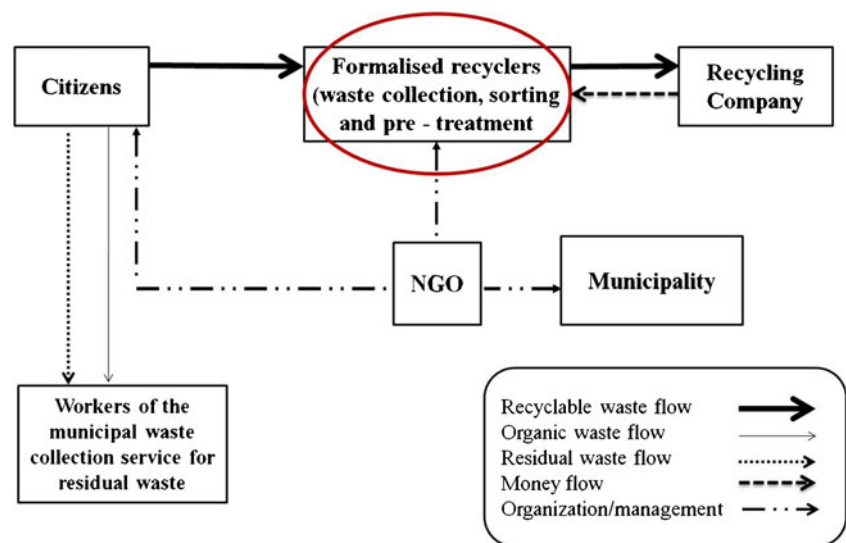 Citizens
Formalised recyclers
(waste collection, sorting
and pre - treatment
Recycling
Company
NGO
Municipality
Workers of the
municipal waste
collection service for
residual waste
Recyclable waste flow
Organic waste flow
Residual waste flow
Money flow
Organization/management